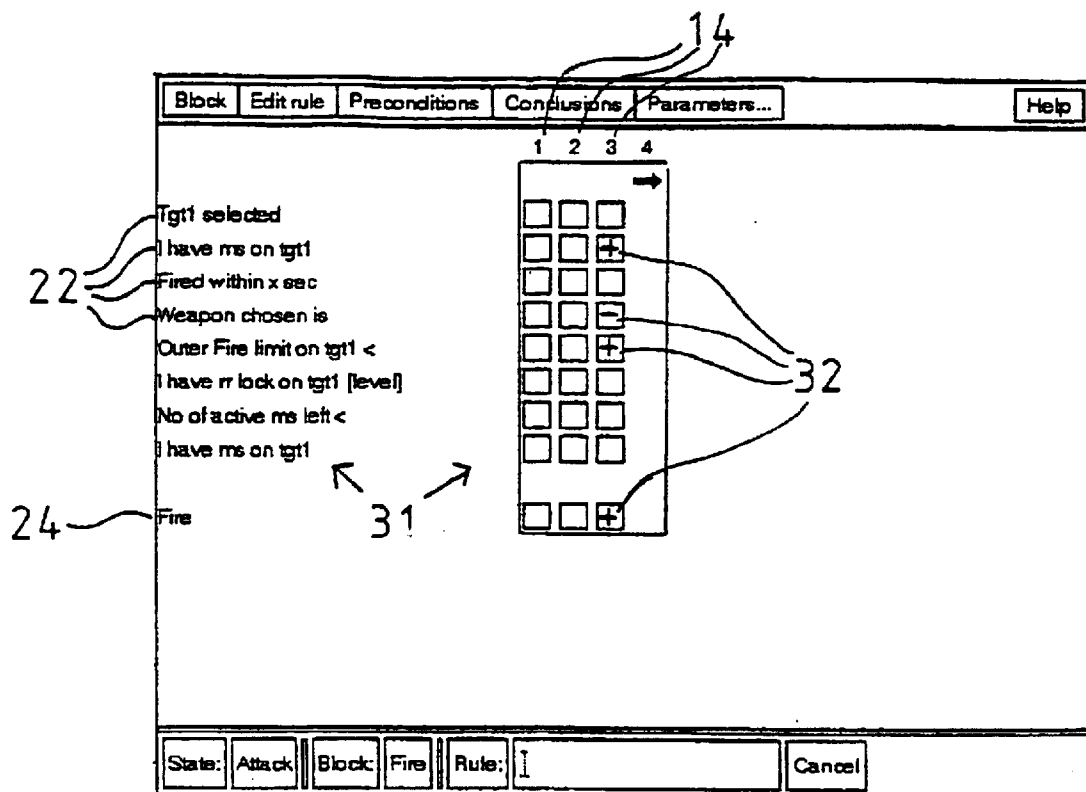 14
Block Edit rule Preconditions Conclusions Parameters... Help
1 2 3 4
Tgt1 selected
I have ms on tgt1 +
22
Fired within x sec
Weapon chosen is -
Outer Fire limit on tgt1 < +
32
I have rr lock on tgt1 [level]
No of active ms left <
I have ms on tgt1
24 Fire 31 +
State: Attack Block: Fire Rule: Cancel